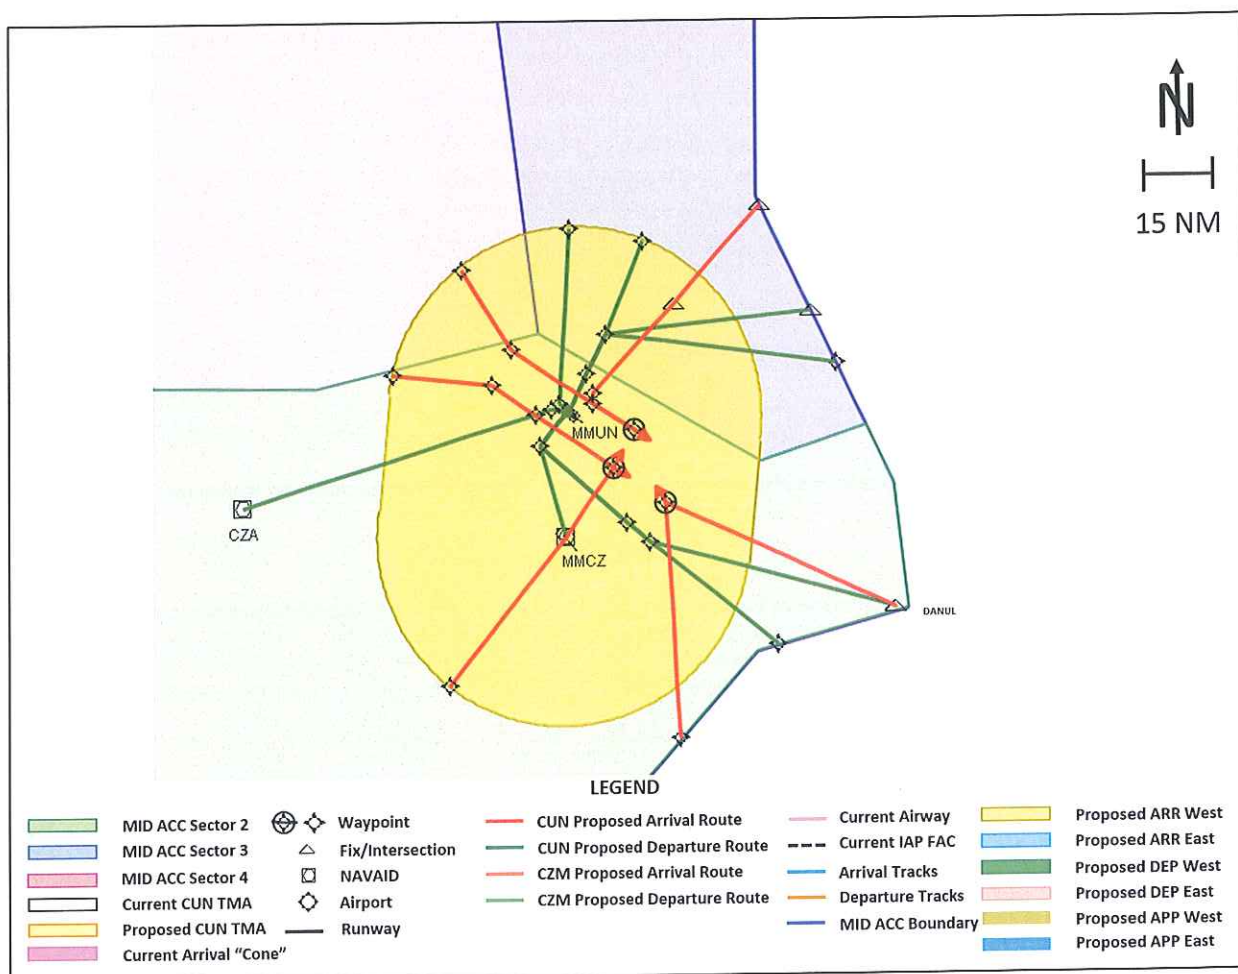 N
15 NM
MMUN
CZA
MMCZ
DANUL
LEGEND
MID ACC Sector 2
MID ACC Sector 3
MID ACC Sector 4
Current CUN TMA
Proposed CUN TMA
Current Arrival “Cone”
Waypoint
Fix/Intersection
NAVAID
Airport
Runway
CUN Proposed Arrival Route
CUN Proposed Departure Route
CZM Proposed Arrival Route
CZM Proposed Departure Route
Current Airway
Current IAP FAC
Arrival Tracks
Departure Tracks
MID ACC Boundary
Proposed ARR West
Proposed ARR East
Proposed DEP West
Proposed DEP East
Proposed APP West
Proposed APP East